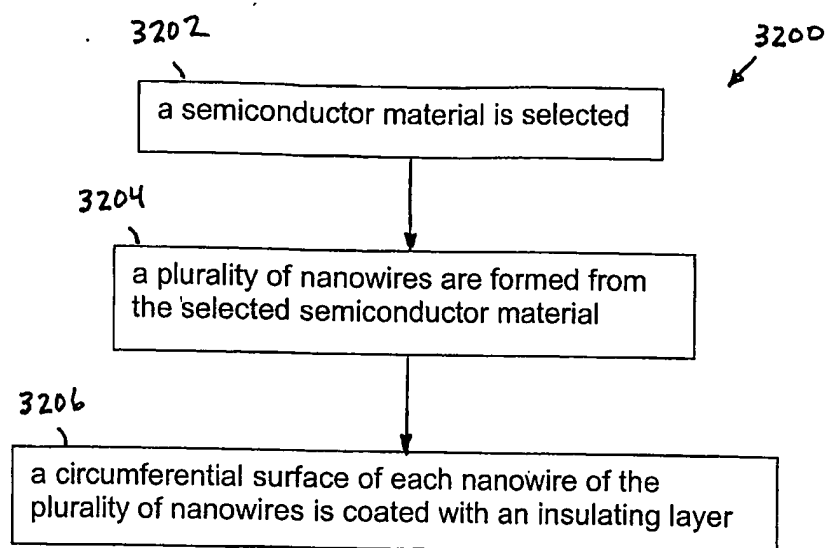 3202
3200
a semiconductor material is selected
3204
a plurality of nanowires are formed from
the selected semiconductor material
3206
a circumferential surface of each nanowire of the
plurality of nanowires is coated with an insulating layer